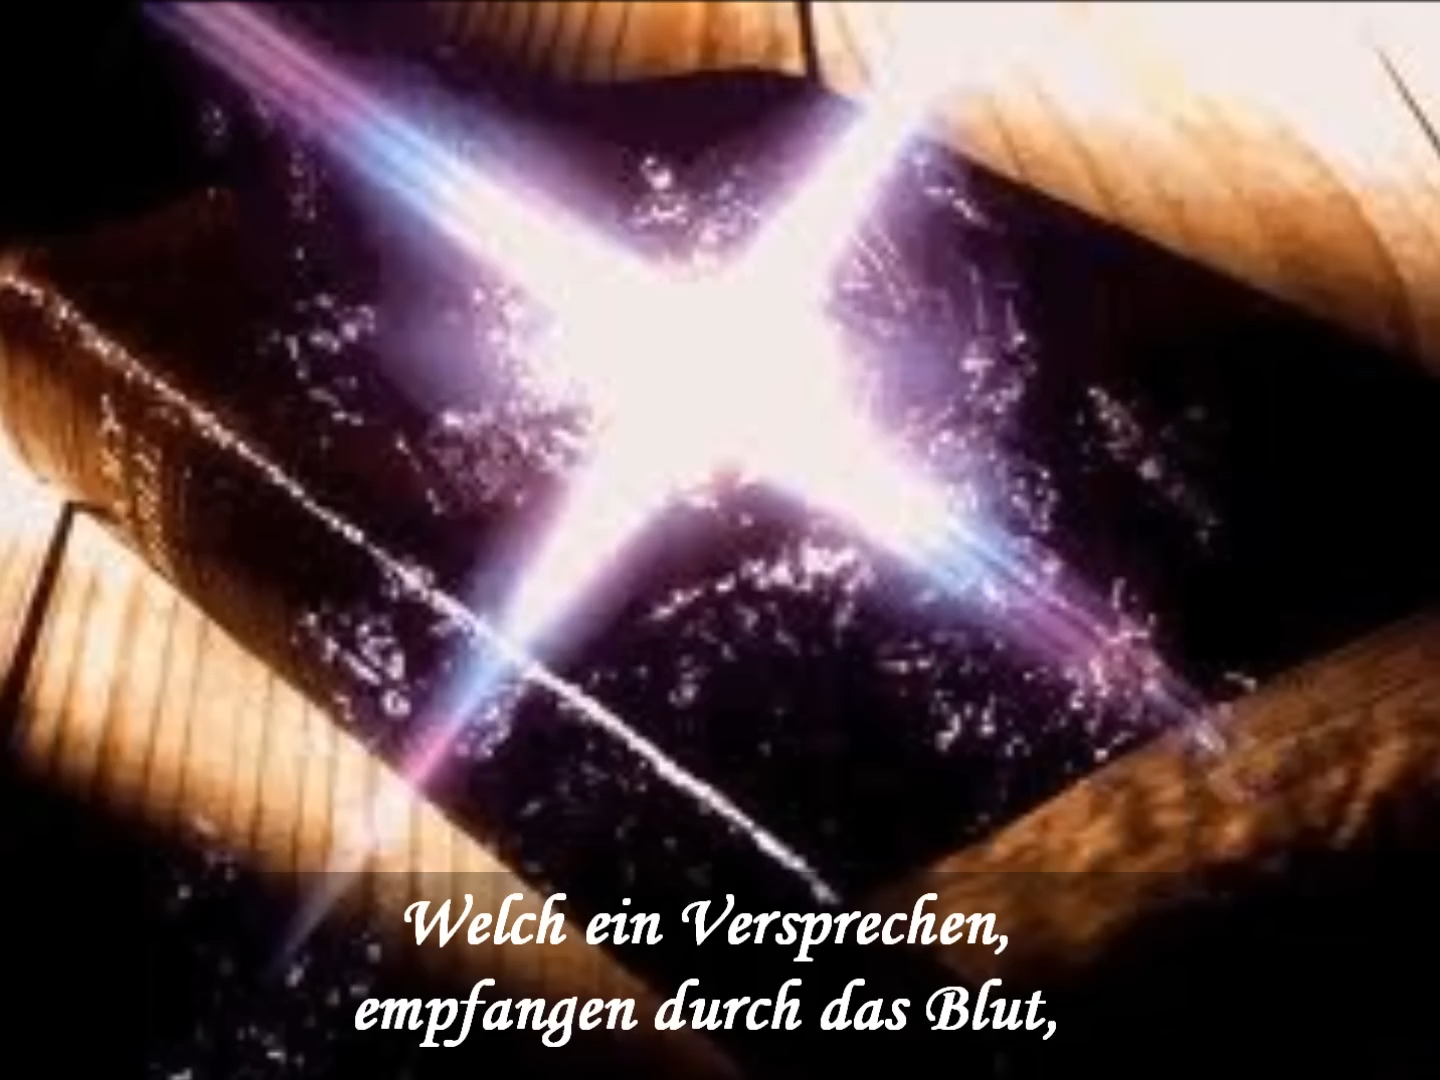 Welch ein Versprechen,
empfangen durch das Blut,